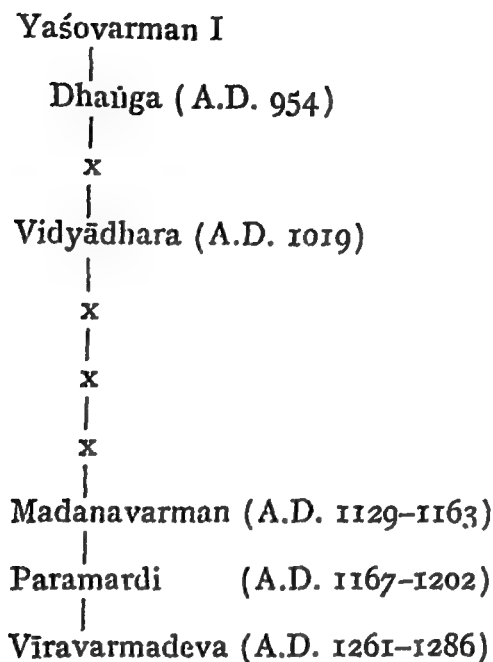 Yaśovarman I
Dhaṅga (A.D. 954)
x
Vidyādhara (A.D. 1019)
x
x
x
Madanavarman (A.D. 1129–1163)
Paramardi (A.D. 1167–1202)
Vīravarmadeva (A.D. 1261–1286)